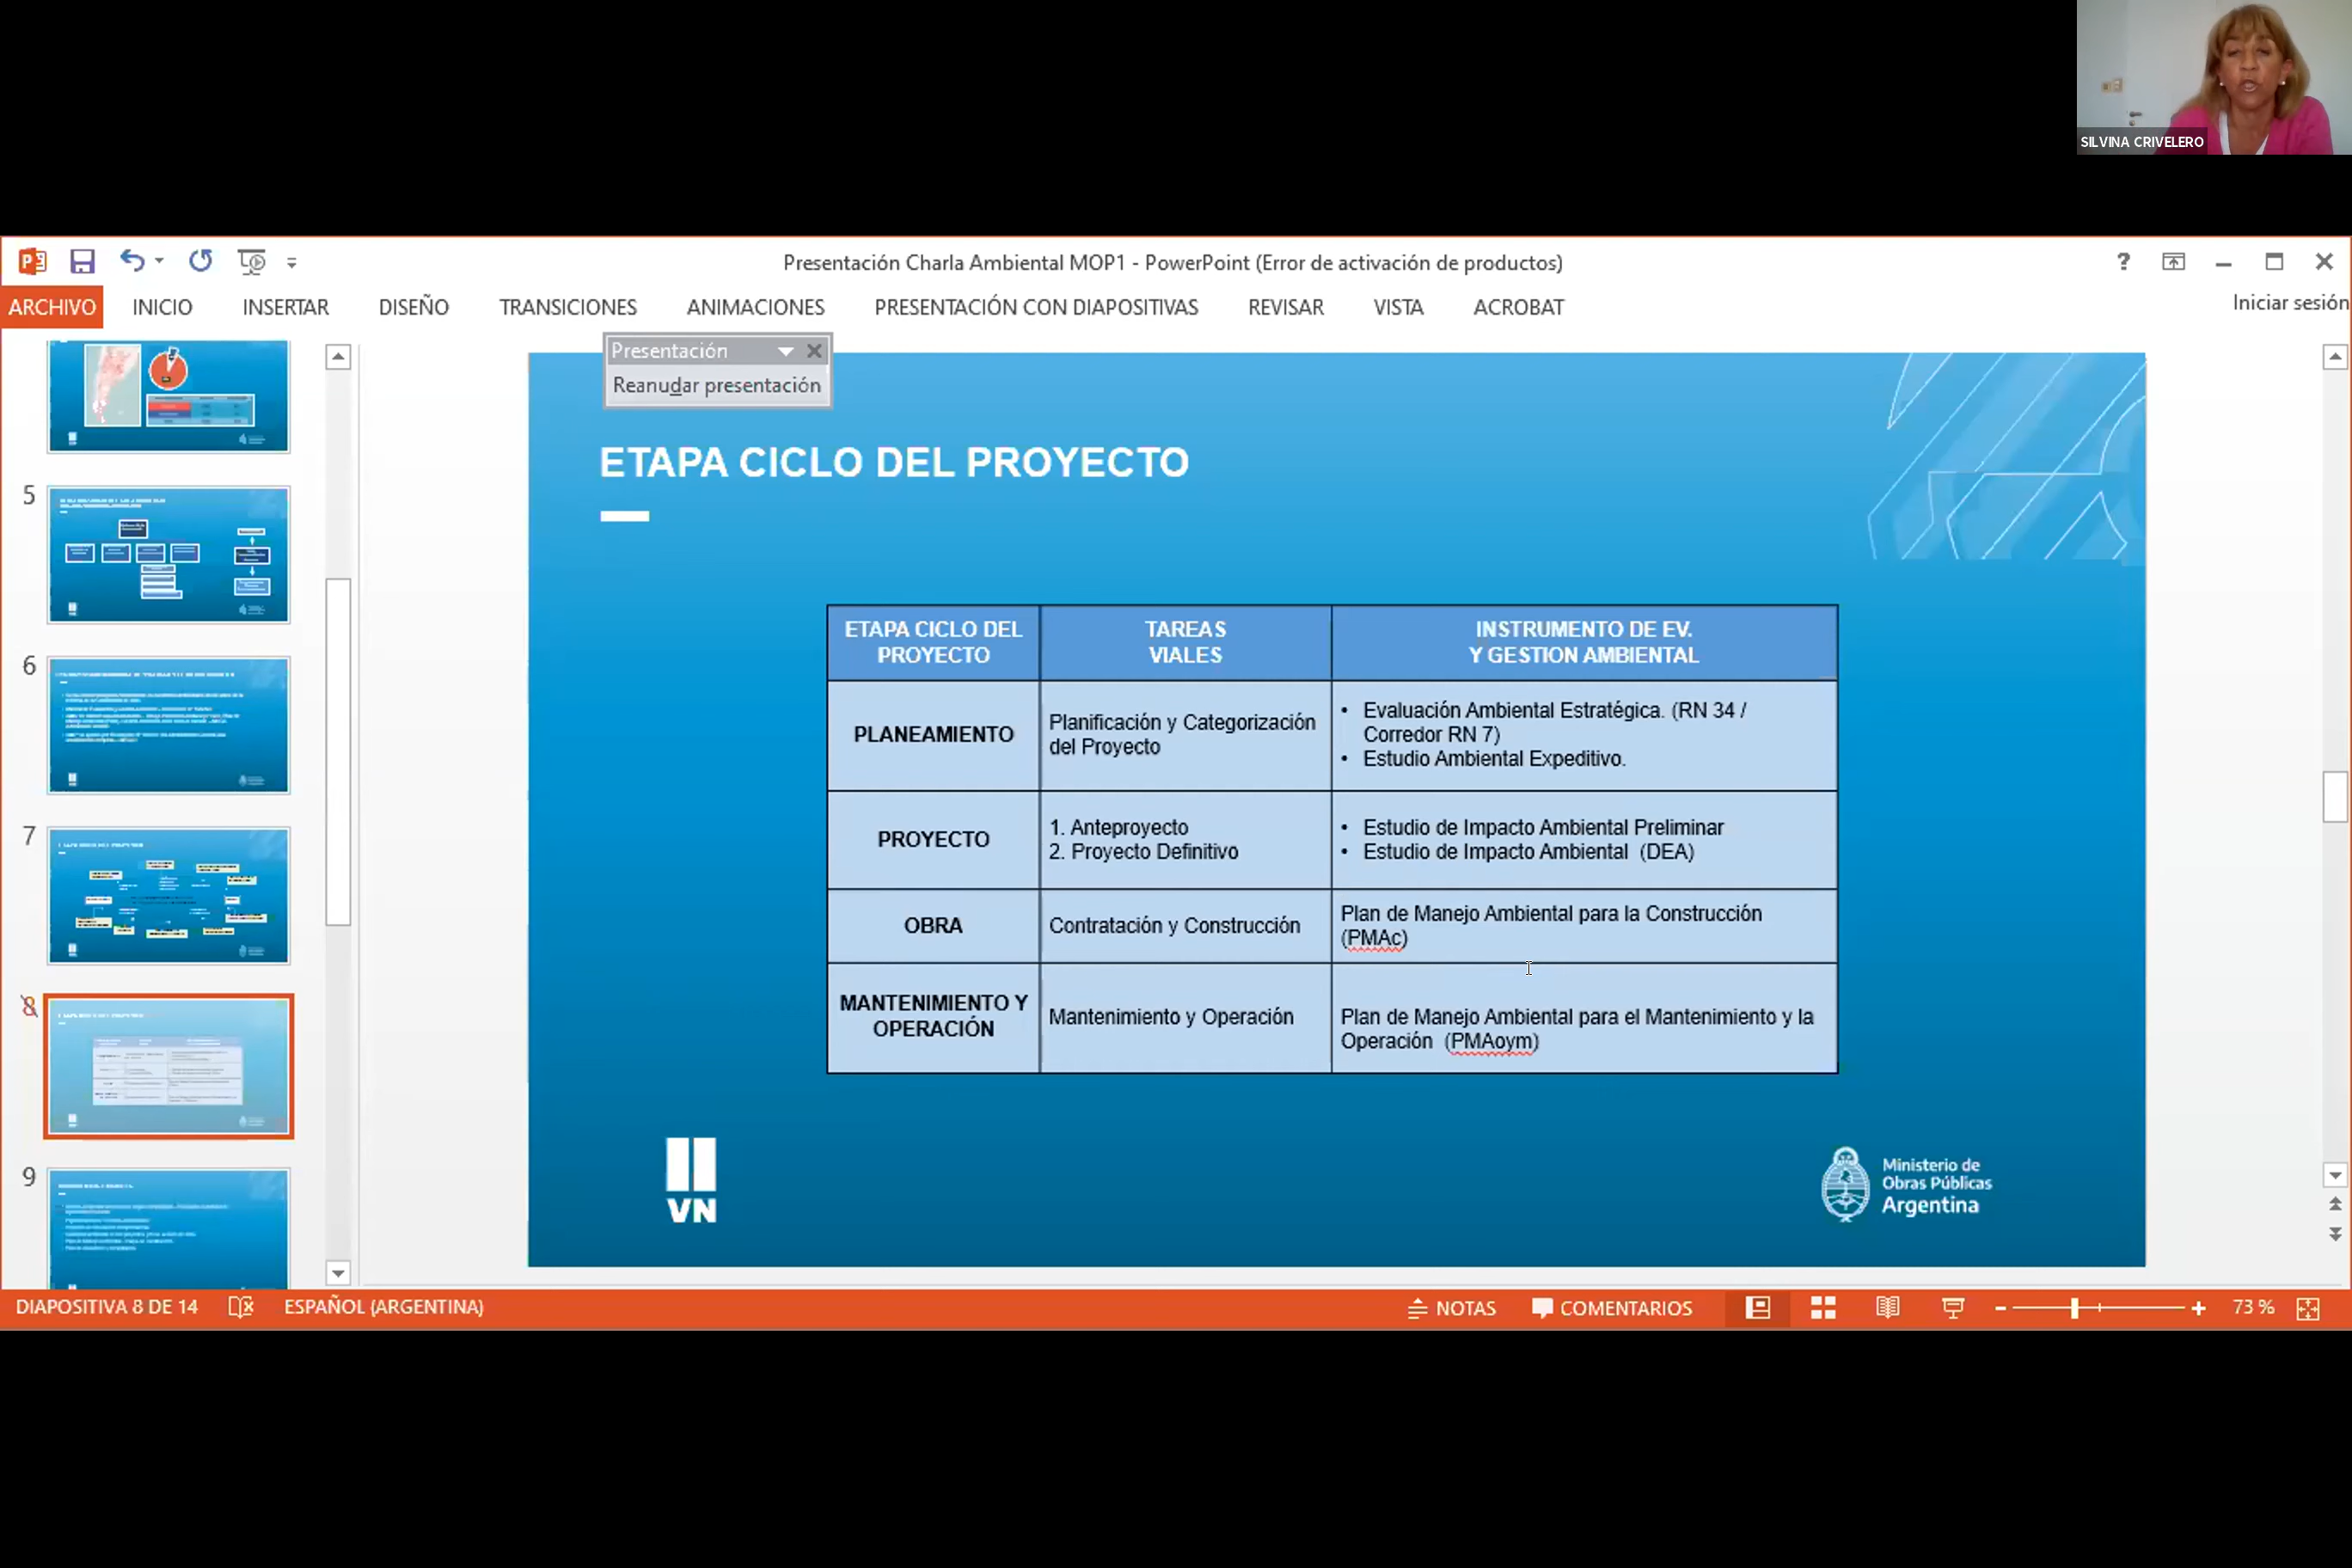 SILVINA CRIVELERO
Presentación Charla Ambiental MOP1 - PowerPoint (Error de activación de productos)
ARCHIVO INICIO INSERTAR DISEÑO TRANSICIONES ANIMACIONES PRESENTACIÓN CON DIAPOSITIVAS REVISAR VISTA ACROBAT
Iniciar sesión
Presentación
Reanudar presentación
5
6
7
8
9
ETAPA CICLO DEL PROYECTO
ETAPA CICLO DEL
PROYECTO
TAREAS
VIALES
INSTRUMENTO DE EV.
Y GESTION AMBIENTAL
PLANEAMIENTO
Planificación y Categorización
del Proyecto
• Evaluación Ambiental Estratégica. (RN 34 /
Corredor RN 7)
• Estudio Ambiental Expeditivo.
PROYECTO
1. Anteproyecto
2. Proyecto Definitivo
• Estudio de Impacto Ambiental Preliminar
• Estudio de Impacto Ambiental (DEA)
OBRA
Contratación y Construcción
Plan de Manejo Ambiental para la Construcción
(PMAc)
MANTENIMIENTO Y
OPERACIÓN
Mantenimiento y Operación
Plan de Manejo Ambiental para el Mantenimiento y la
Operación (PMAoym)
VN
Ministerio de
Obras Públicas
Argentina
DIAPOSITIVA 8 DE 14 ESPAÑOL (ARGENTINA) NOTAS COMENTARIOS 73 %